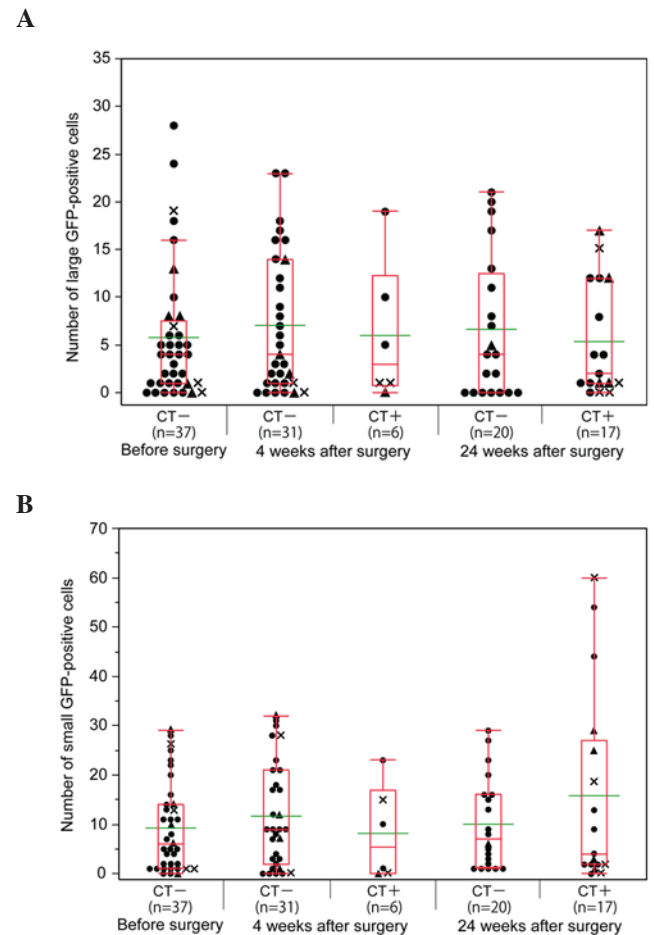 A
35
30
25
20
15
10
5
0
Number of large GFP-positive cells
CT− CT− CT+ CT− CT+
(n=37) (n=31) (n=6) (n=20) (n=17)
Before surgery 4 weeks after surgery 24 weeks after surgery
B
70
60
50
40
30
20
10
0
Number of small GFP-positive cells
CT− CT− CT+ CT− CT+
(n=37) (n=31) (n=6) (n=20) (n=17)
Before surgery 4 weeks after surgery 24 weeks after surgery